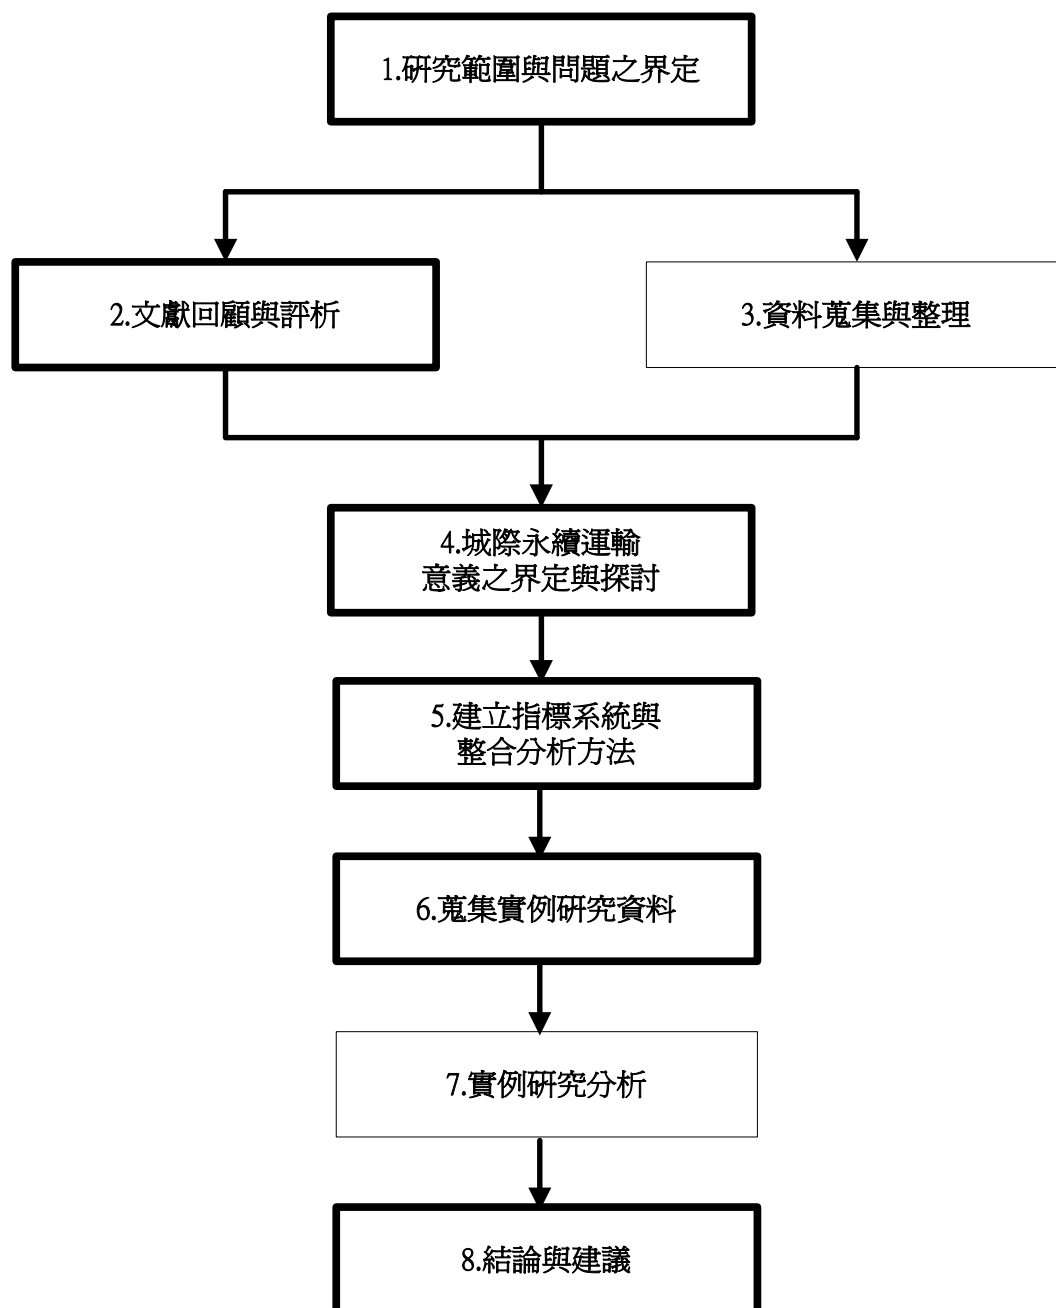 1.研究範圍與問題之界定
2.文獻回顧與評析
3.資料蒐集與整理
4.城際永續運輸
意義之界定與探討
5.建立指標系統與
整合分析方法
6.蒐集實例研究資料
7.實例研究分析
8.結論與建議